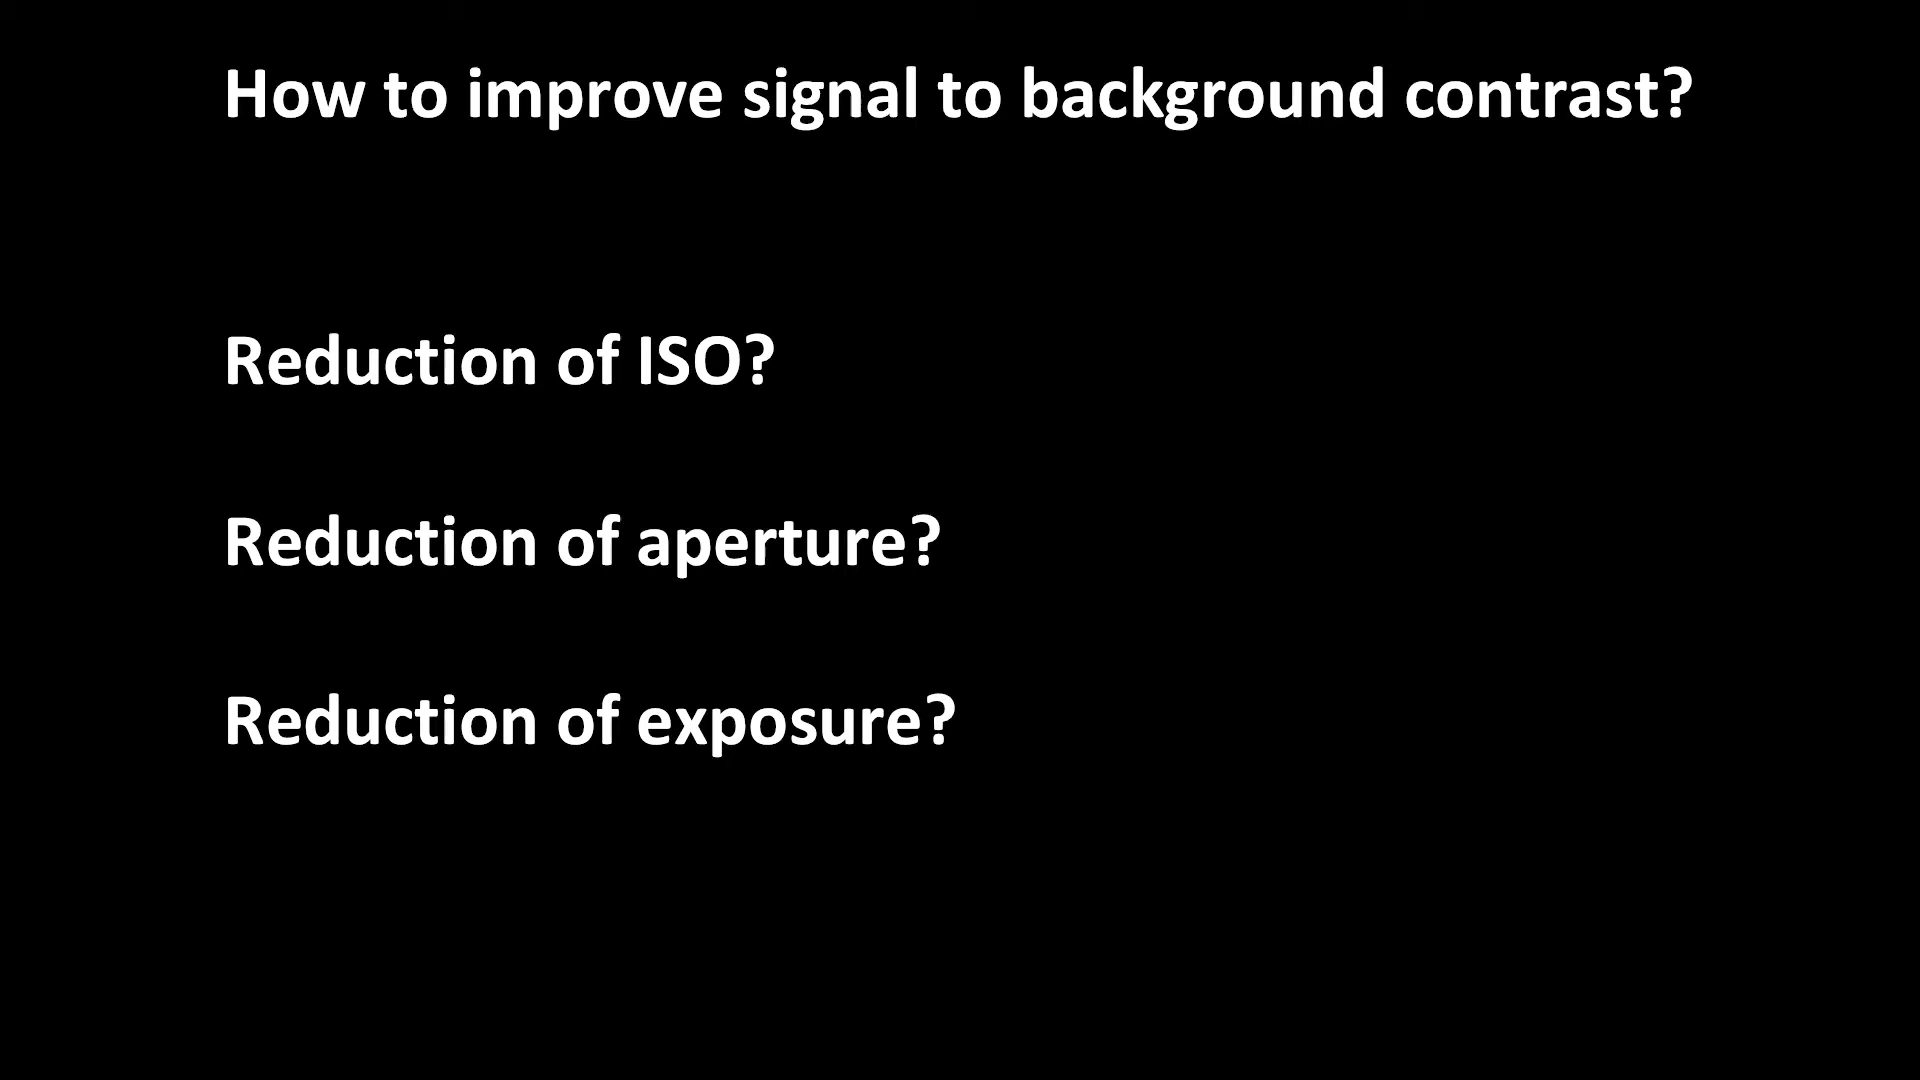 How to improve signal to background contrast?
Reduction of ISO?
Reduction of aperture?
Reduction of exposure?